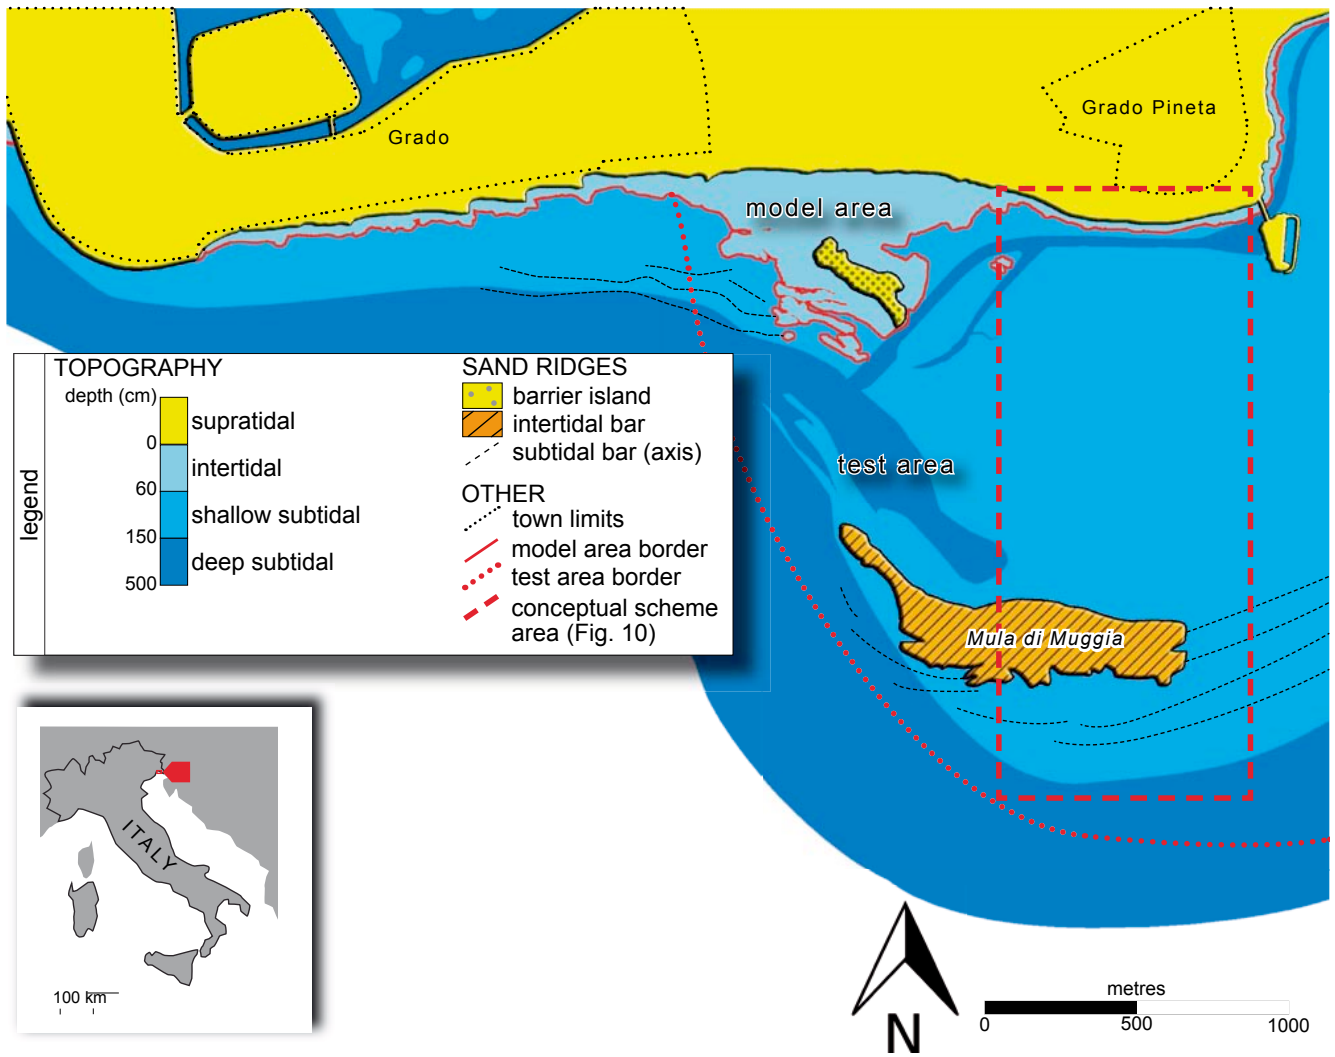 Grado
Grado Pineta
model area
test area
Mula di Muggia
legend
TOPOGRAPHY
depth (cm)
supratidal
0
intertidal
60
shallow subtidal
150
deep subtidal
500
SAND RIDGES
barrier island
intertidal bar
subtidal bar (axis)
OTHER
town limits
model area border
test area border
conceptual scheme
area (Fig. 10)
ITALY
100 km
N
metres
0 500 1000